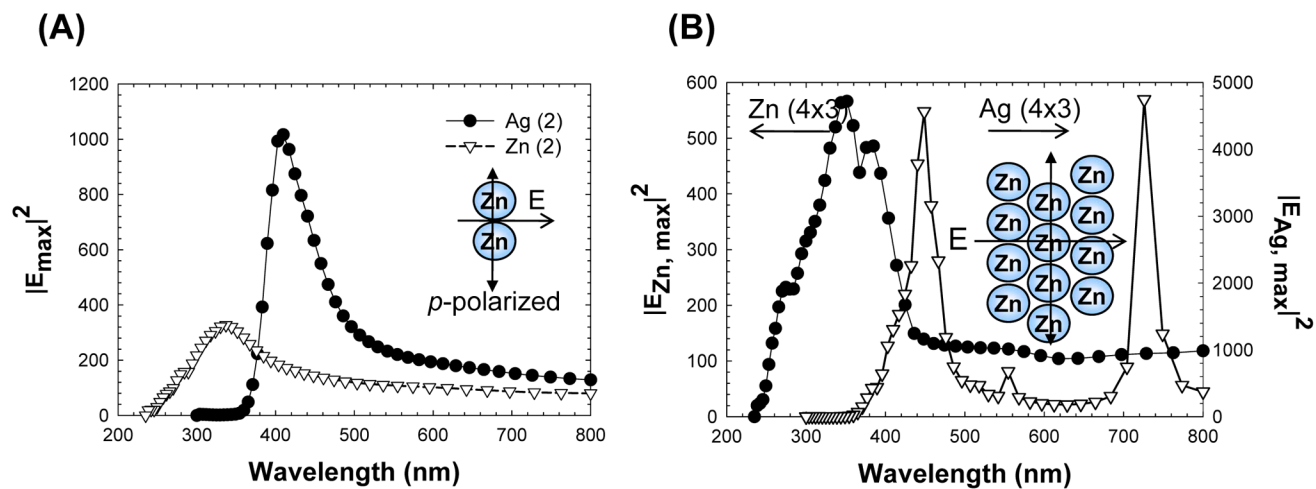 (A)
(B)
1200
1000
800
600
400
200
0
|Emax|²
200 300 400 500 600 700 800
Wavelength (nm)
Ag (2)
Zn (2)
Zn
E
Zn
p-polarized
600
500
400
300
200
100
0
|EZn, max|²
Zn (4x3)
Ag (4x3)
Zn Zn
Zn
Zn Zn
E Zn
Zn Zn
Zn
Zn Zn
Zn
5000
4000
3000
2000
1000
0
|EAg, max|²
200 300 400 500 600 700 800
Wavelength (nm)